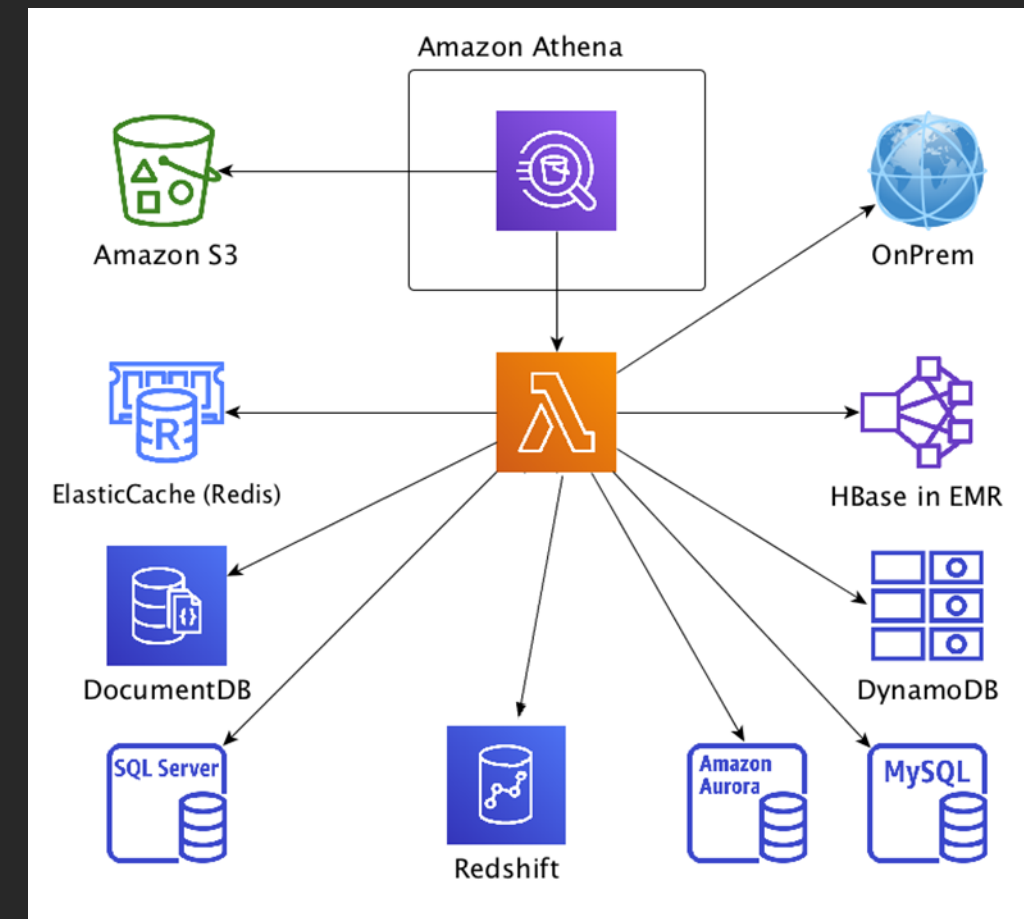 Amazon Athena
Amazon S3
OnPrem
R
ElasticCache (Redis)
HBase in EMR
{}
DocumentDB
DynamoDB
SQL Server
Amazon
Aurora
MySQL
Redshift